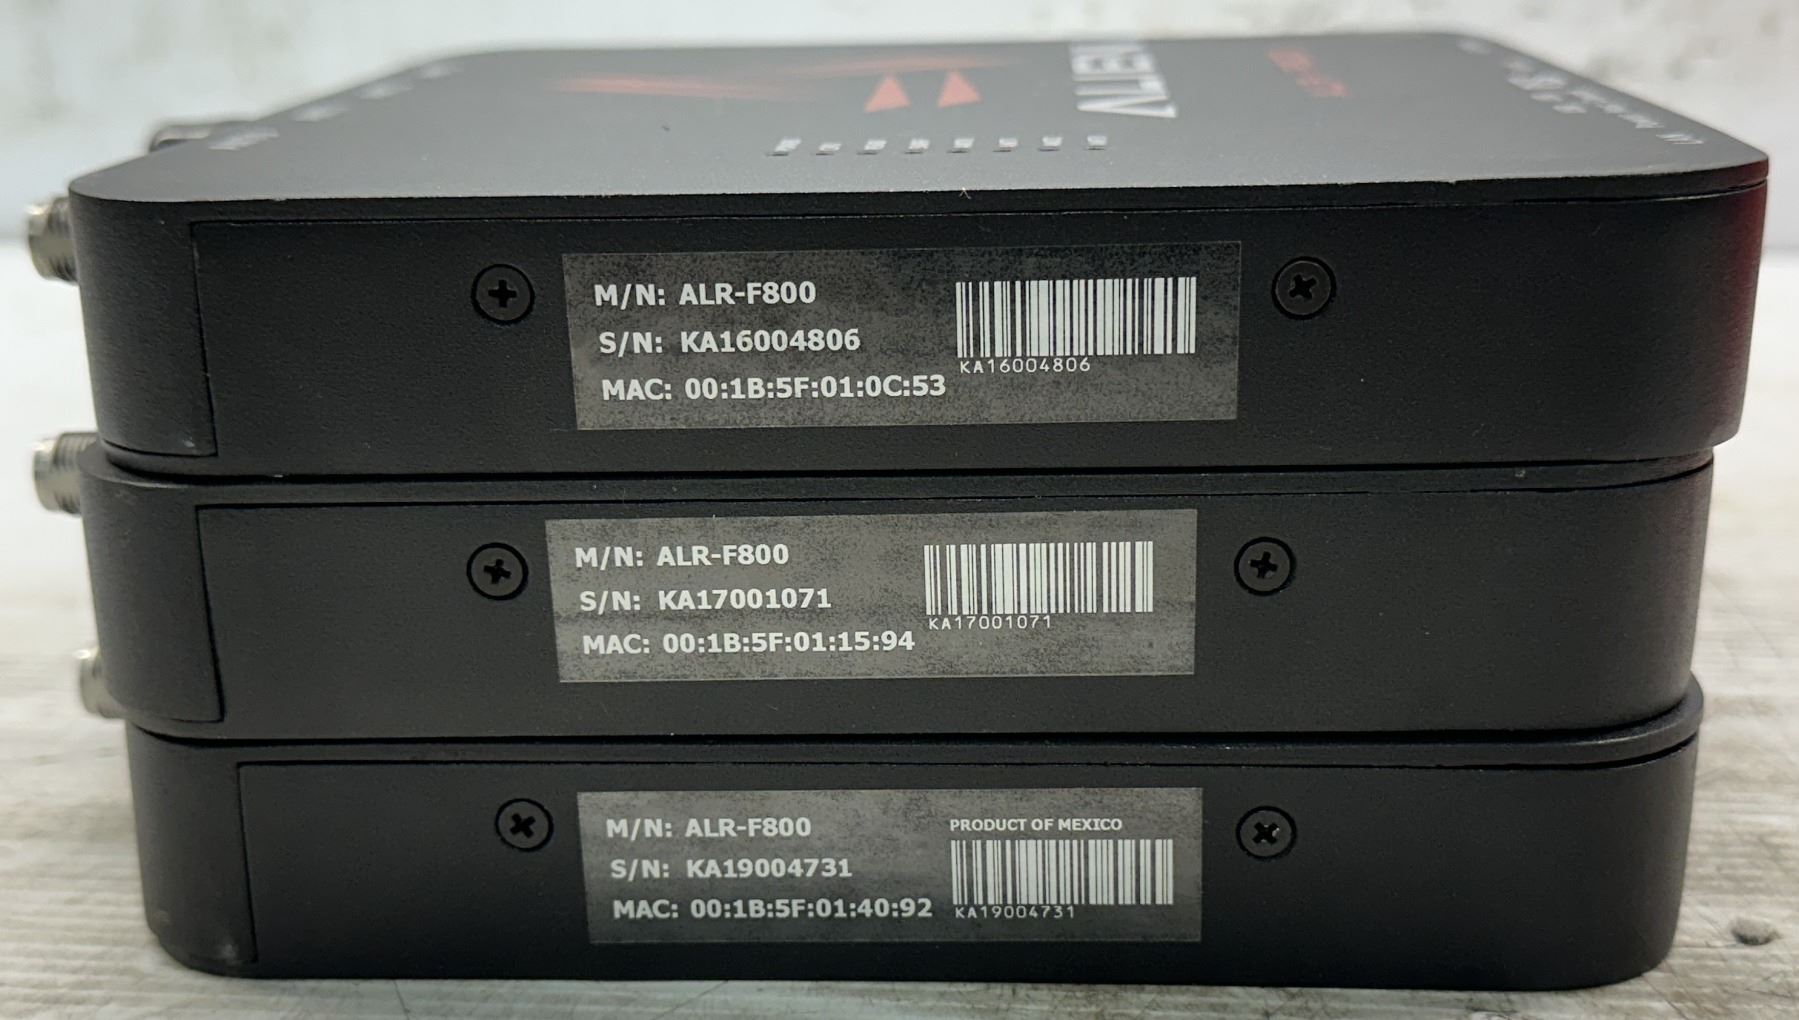 ALIEN
M/N: ALR-F800
S/N: KA16004806
MAC: 00:1B:5F:01:0C:53
KA16004806
M/N: ALR-F800
S/N: KA17001071
MAC: 00:1B:5F:01:15:94
KA17001071
M/N: ALR-F800
S/N: KA19004731
MAC: 00:1B:5F:01:40:92
PRODUCT OF MEXICO
KA19004731